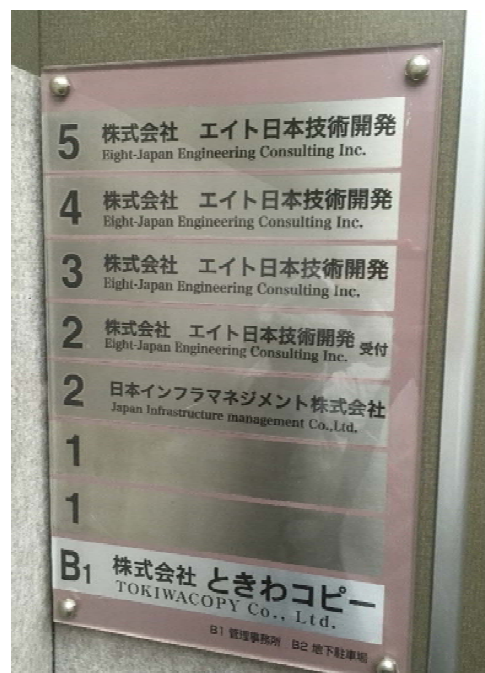 5 株式会社 エイト日本技術開発
Eight-Japan Engineering Consulting Inc.
4 株式会社 エイト日本技術開発
Eight-Japan Engineering Consulting Inc.
3 株式会社 エイト日本技術開発
Eight-Japan Engineering Consulting Inc.
2 株式会社 エイト日本技術開発 受付
Eight-Japan Engineering Consulting Inc.
2 日本インフラマネジメント株式会社
Japan Infrastructure management Co.,Ltd.
1
1
B1 株式会社 ときわコピー
TOKIWACOPY Co., Ltd.
B1 管理事務所 B2 地下駐車場